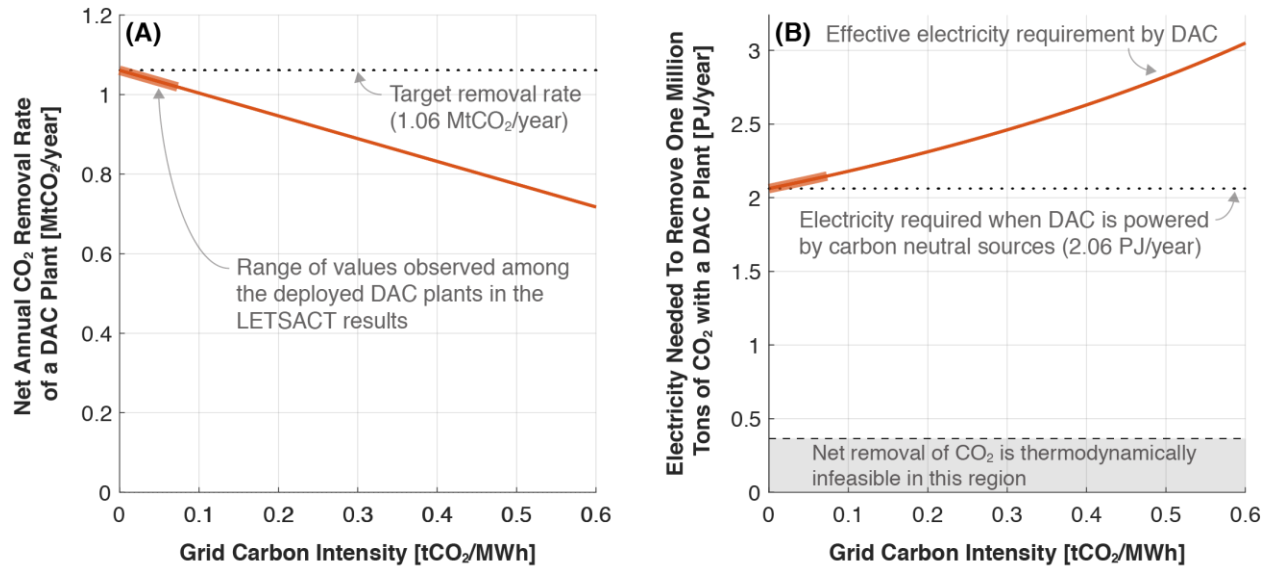 (A)
Net Annual CO₂ Removal Rate
of a DAC Plant [MtCO₂/year]
1.2
1
0.8
0.6
0.4
0.2
0
Target removal rate
(1.06 MtCO₂/year)
Range of values observed among
the deployed DAC plants in the
LETSACT results
0
0.1
0.2
0.3
0.4
0.5
0.6
Grid Carbon Intensity [tCO₂/MWh]
(B)
Electricity Needed To Remove One Million
Tons of CO₂ with a DAC Plant [PJ/year]
3
2.5
2
1.5
1
0.5
0
Effective electricity requirement by DAC
Electricity required when DAC is powered
by carbon neutral sources (2.06 PJ/year)
Net removal of CO₂ is thermodynamically
infeasible in this region
0
0.1
0.2
0.3
0.4
0.5
0.6
Grid Carbon Intensity [tCO₂/MWh]